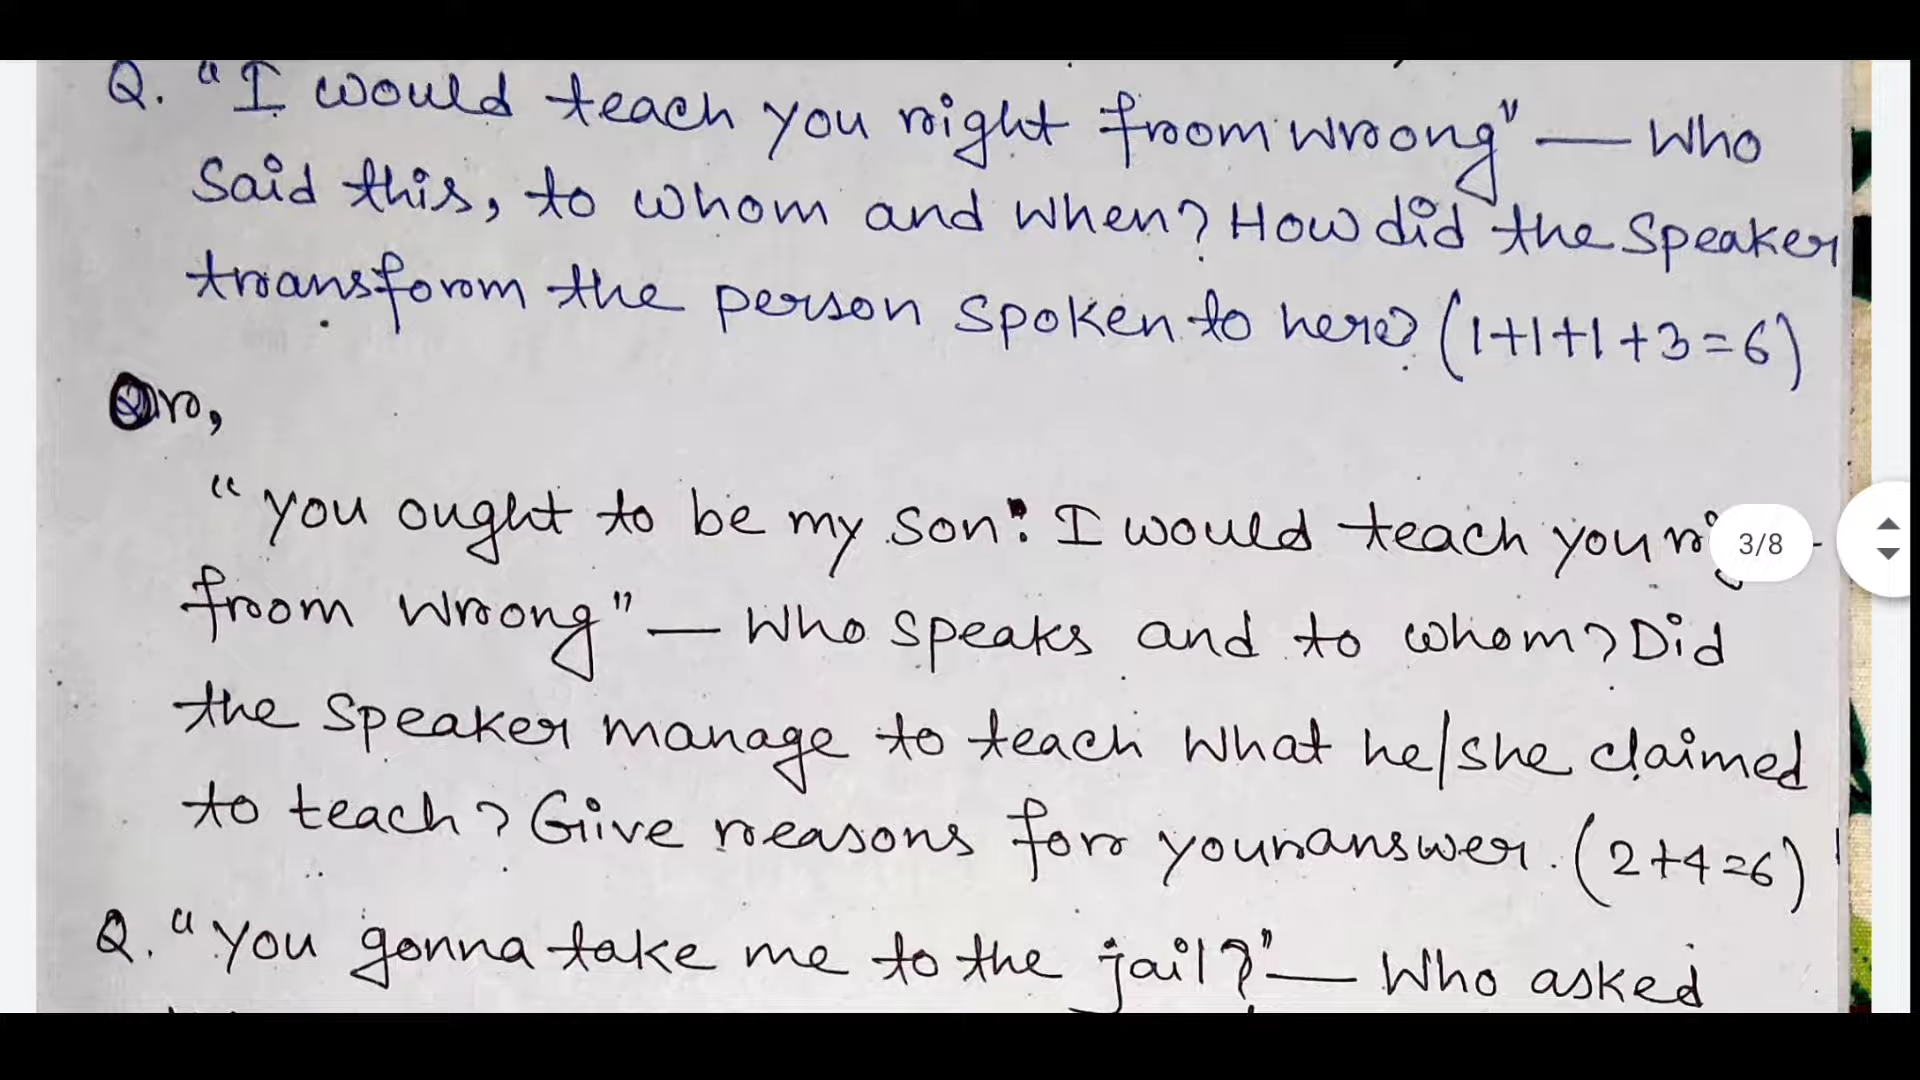 Q. "I would teach you right from wrong" — Who
said this, to whom and when? How did the speaker
transform the person spoken to here? (1+1+1+3=6)
Or,
"You ought to be my son. I would teach you
from wrong" — Who speaks and to whom? Did
the speaker manage to teach what he/she claimed
to teach? Give reasons for your answer. (2+4=6)
Q. "You gonna take me to the jail?" — Who asked
3/8